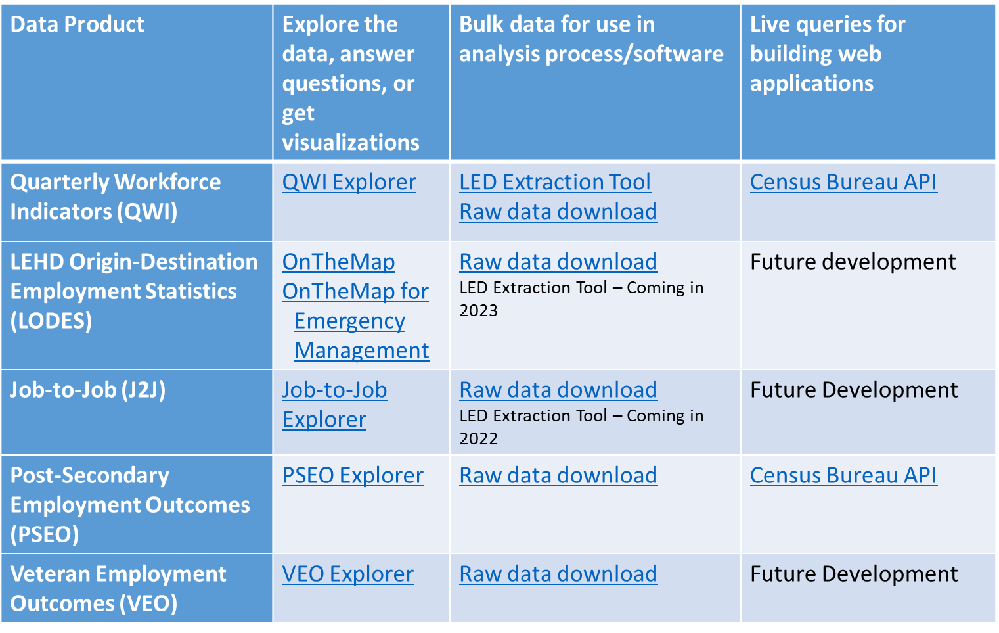 Data Product
Explore the
data, answer
questions, or
get
visualizations
Bulk data for use in
analysis process/software
Live queries for
building web
applications
Quarterly Workforce
Indicators (QWI)
QWI Explorer
LED Extraction Tool
Raw data download
Census Bureau API
LEHD Origin-Destination
Employment Statistics
(LODES)
OnTheMap
OnTheMap for
Emergency
Management
Raw data download
LED Extraction Tool – Coming in
2023
Future development
Job-to-Job (J2J)
Job-to-Job
Explorer
Raw data download
LED Extraction Tool – Coming in
2022
Future Development
Post-Secondary
Employment Outcomes
(PSEO)
PSEO Explorer
Raw data download
Census Bureau API
Veteran Employment
Outcomes (VEO)
VEO Explorer
Raw data download
Future Development